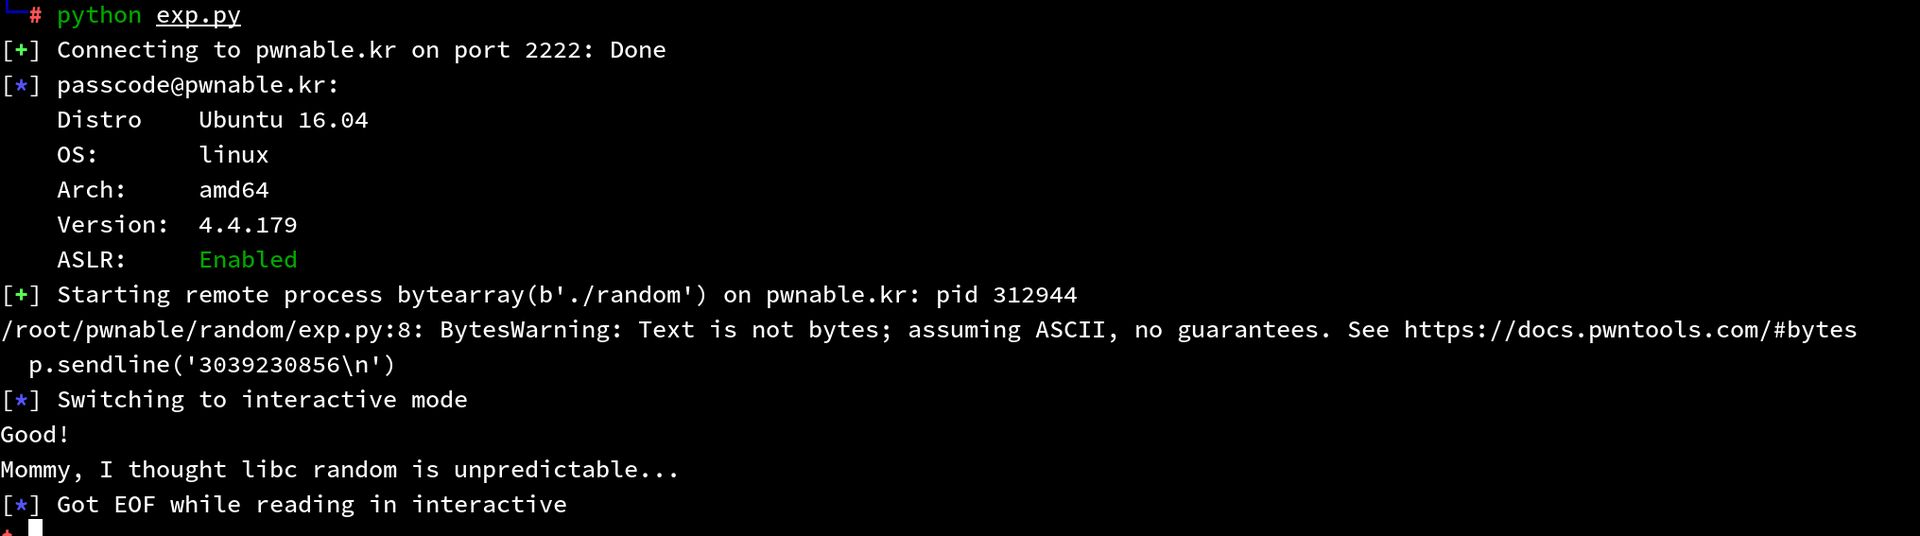 └─# python exp.py
[+] Connecting to pwnable.kr on port 2222: Done
[*] passcode@pwnable.kr:
    Distro    Ubuntu 16.04
    OS:       linux
    Arch:     amd64
    Version:  4.4.179
    ASLR:     Enabled
[+] Starting remote process bytearray(b'./random') on pwnable.kr: pid 312944
/root/pwnable/random/exp.py:8: BytesWarning: Text is not bytes; assuming ASCII, no guarantees. See https://docs.pwntools.com/#bytes
  p.sendline('3039230856\n')
[*] Switching to interactive mode
Good!
Mommy, I thought libc random is unpredictable...
[*] Got EOF while reading in interactive